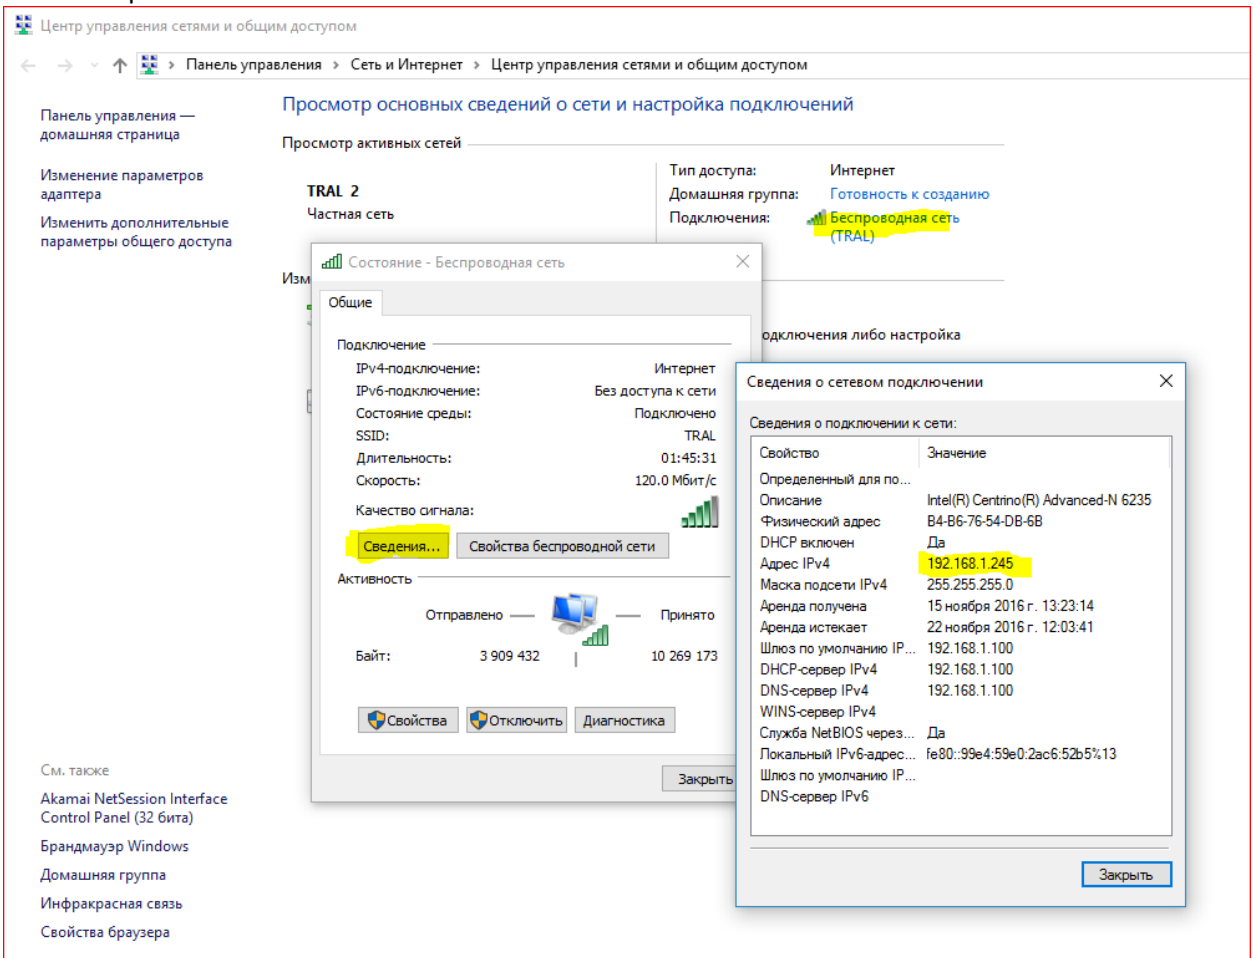 Центр управления сетями и общим доступом
Панель управления › Сеть и Интернет › Центр управления сетями и общим доступом
Панель управления —
домашняя страница
Изменение параметров
адаптера
Изменить дополнительные
параметры общего доступа
Просмотр основных сведений о сети и настройка подключений
Просмотр активных сетей
TRAL 2
Частная сеть
Тип доступа: Интернет
Домашняя группа: Готовность к созданию
Подключения: Беспроводная сеть
(TRAL)
Изм
одключения либо настройка
Состояние - Беспроводная сеть
Общие
Подключение
IPv4-подключение: Интернет
IPv6-подключение: Без доступа к сети
Состояние среды: Подключено
SSID: TRAL
Длительность: 01:45:31
Скорость: 120.0 Мбит/с
Качество сигнала:
Сведения... Свойства беспроводной сети
Активность
Отправлено — — Принято
Байт: 3 909 432 | 10 269 173
Свойства Отключить Диагностика
Закрыть
Сведения о сетевом подключении
Сведения о подключении к сети:
Свойство Значение
Определенный для по...
Описание Intel(R) Centrino(R) Advanced-N 6235
Физический адрес B4-B6-76-54-DB-6B
DHCP включен Да
Адрес IPv4 192.168.1.245
Маска подсети IPv4 255.255.255.0
Аренда получена 15 ноября 2016 г. 13:23:14
Аренда истекает 22 ноября 2016 г. 12:03:41
Шлюз по умолчанию IP... 192.168.1.100
DHCP-сервер IPv4 192.168.1.100
DNS-сервер IPv4 192.168.1.100
WINS-сервер IPv4
Служба NetBIOS через... Да
Локальный IPv6-адрес... fe80::99e4:59e0:2ac6:52b5%13
Шлюз по умолчанию IP...
DNS-сервер IPv6
Закрыть
См. также
Akamai NetSession Interface
Control Panel (32 бита)
Брандмауэр Windows
Домашняя группа
Инфракрасная связь
Свойства браузера